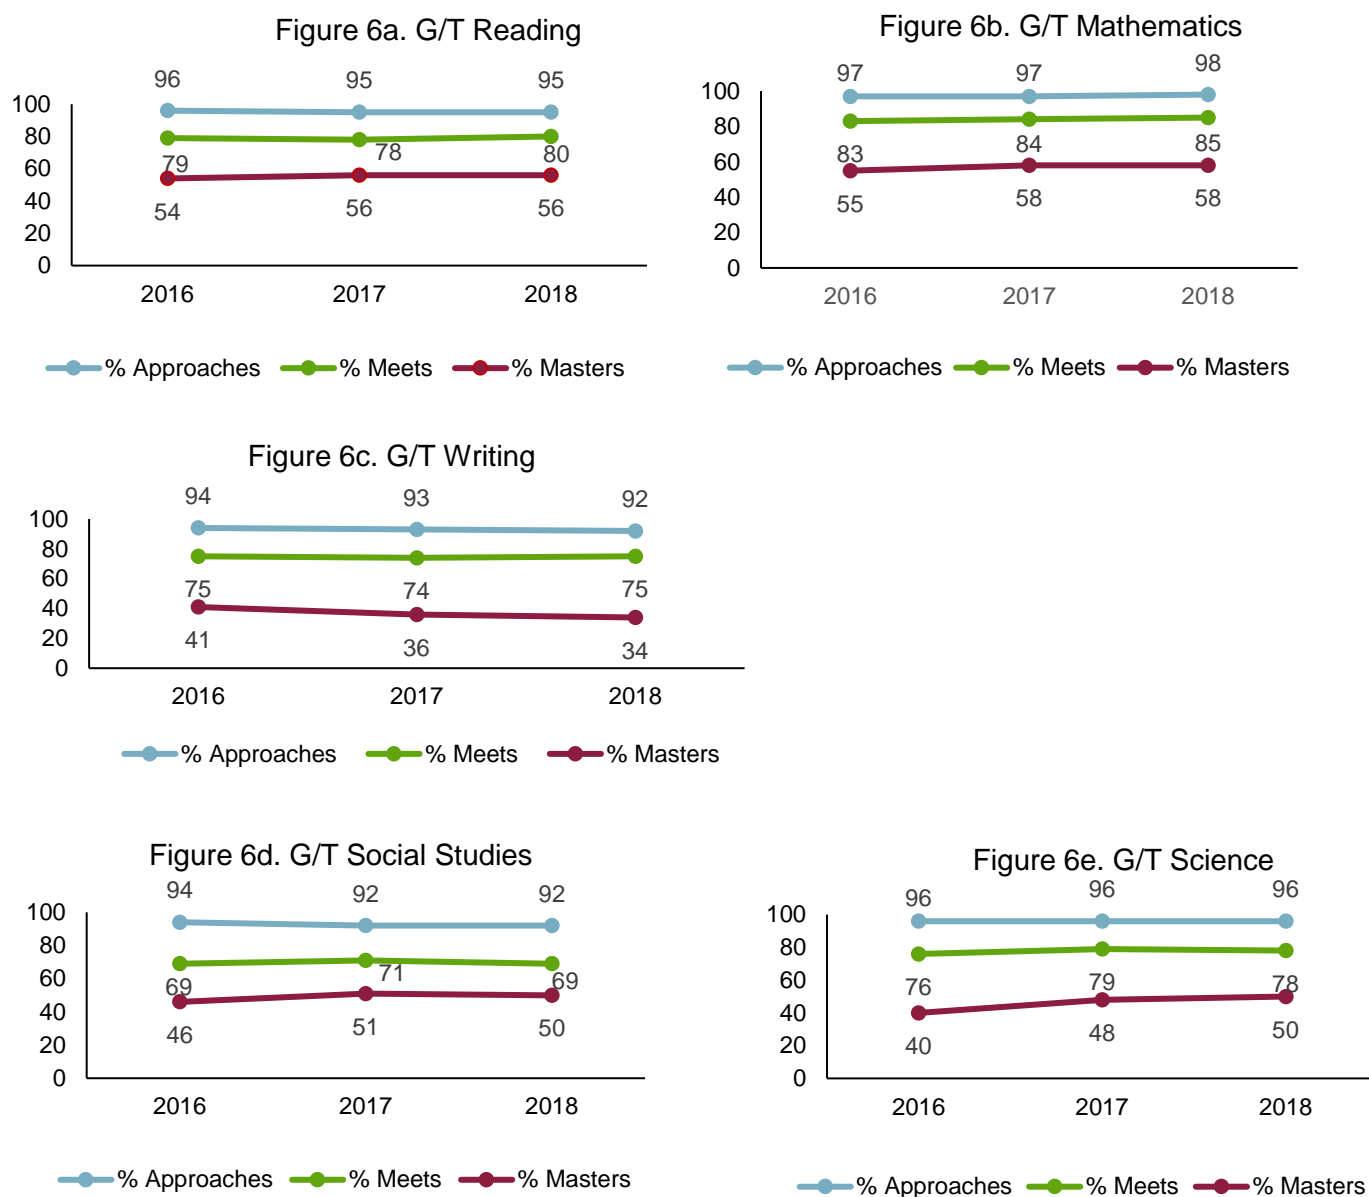 Figure 6a. G/T Reading
96 95 95
100
80
60
40
20
0
79 78 80
54 56 56
2016 2017 2018
% Approaches % Meets % Masters
Figure 6b. G/T Mathematics
97 97 98
100
80
60
40
20
0
83 84 85
55 58 58
2016 2017 2018
% Approaches % Meets % Masters
Figure 6c. G/T Writing
94 93 92
100
80
60
40
20
0
75 74 75
41 36 34
2016 2017 2018
% Approaches % Meets % Masters
Figure 6d. G/T Social Studies
94 92 92
100
80
60
40
20
0
69 71 69
46 51 50
2016 2017 2018
% Approaches % Meets % Masters
Figure 6e. G/T Science
96 96 96
100
80
60
40
20
0
76 79 78
40 48 50
2016 2017 2018
% Approaches % Meets % Masters